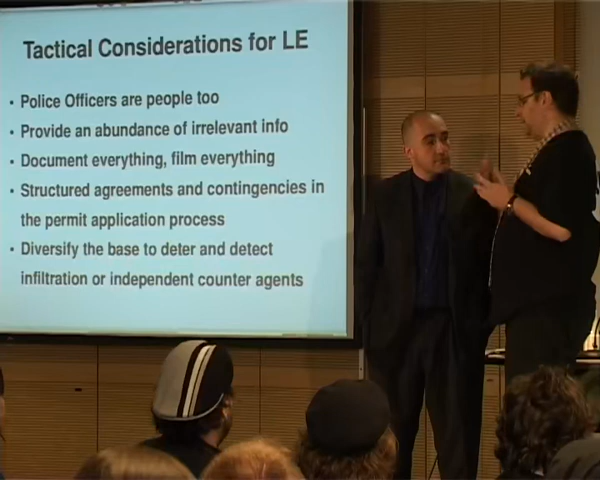 Tactical Considerations for LE
• Police Officers are people too
• Provide an abundance of irrelevant info
• Document everything, film everything
• Structured agreements and contingencies in
the permit application process
• Diversify the base to deter and detect
infiltration or independent counter agents